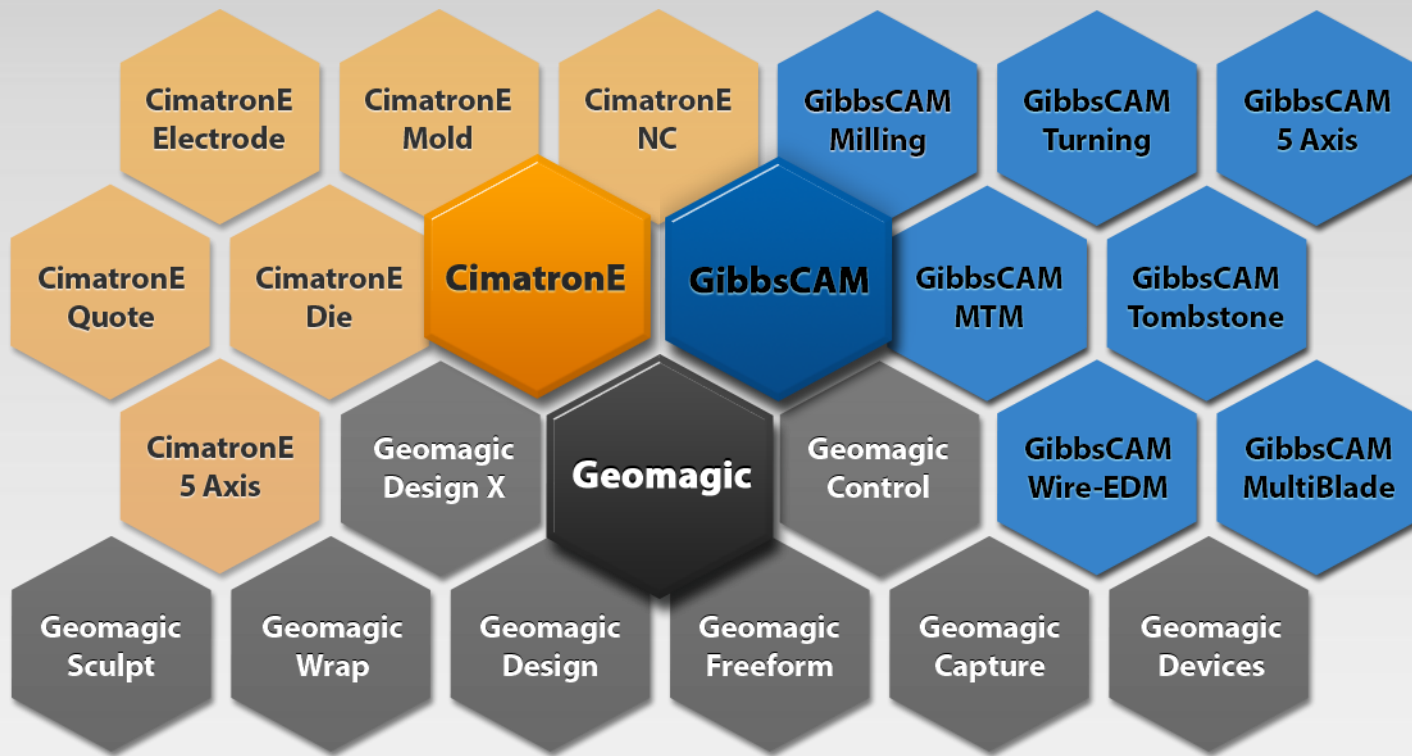 CimatronE
Electrode
CimatronE
Mold
CimatronE
NC
GibbsCAM
Milling
GibbsCAM
Turning
GibbsCAM
5 Axis
CimatronE
Quote
CimatronE
Die
CimatronE
GibbsCAM
GibbsCAM
MTM
GibbsCAM
Tombstone
CimatronE
5 Axis
Geomagic
Design X
Geomagic
Geomagic
Control
GibbsCAM
Wire-EDM
GibbsCAM
MultiBlade
Geomagic
Sculpt
Geomagic
Wrap
Geomagic
Design
Geomagic
Freeform
Geomagic
Capture
Geomagic
Devices